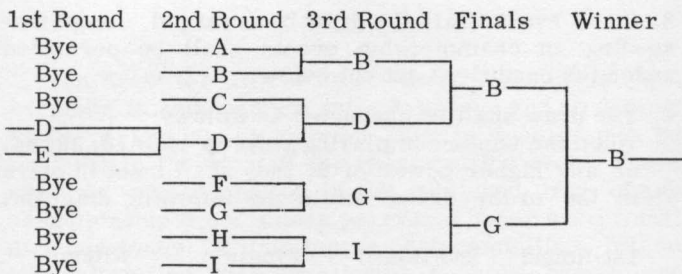 1st Round 2nd Round 3rd Round Finals Winner
Bye A
Bye B B
Bye C B
D D D
E B
Bye F
Bye G G
Bye H G
Bye I I